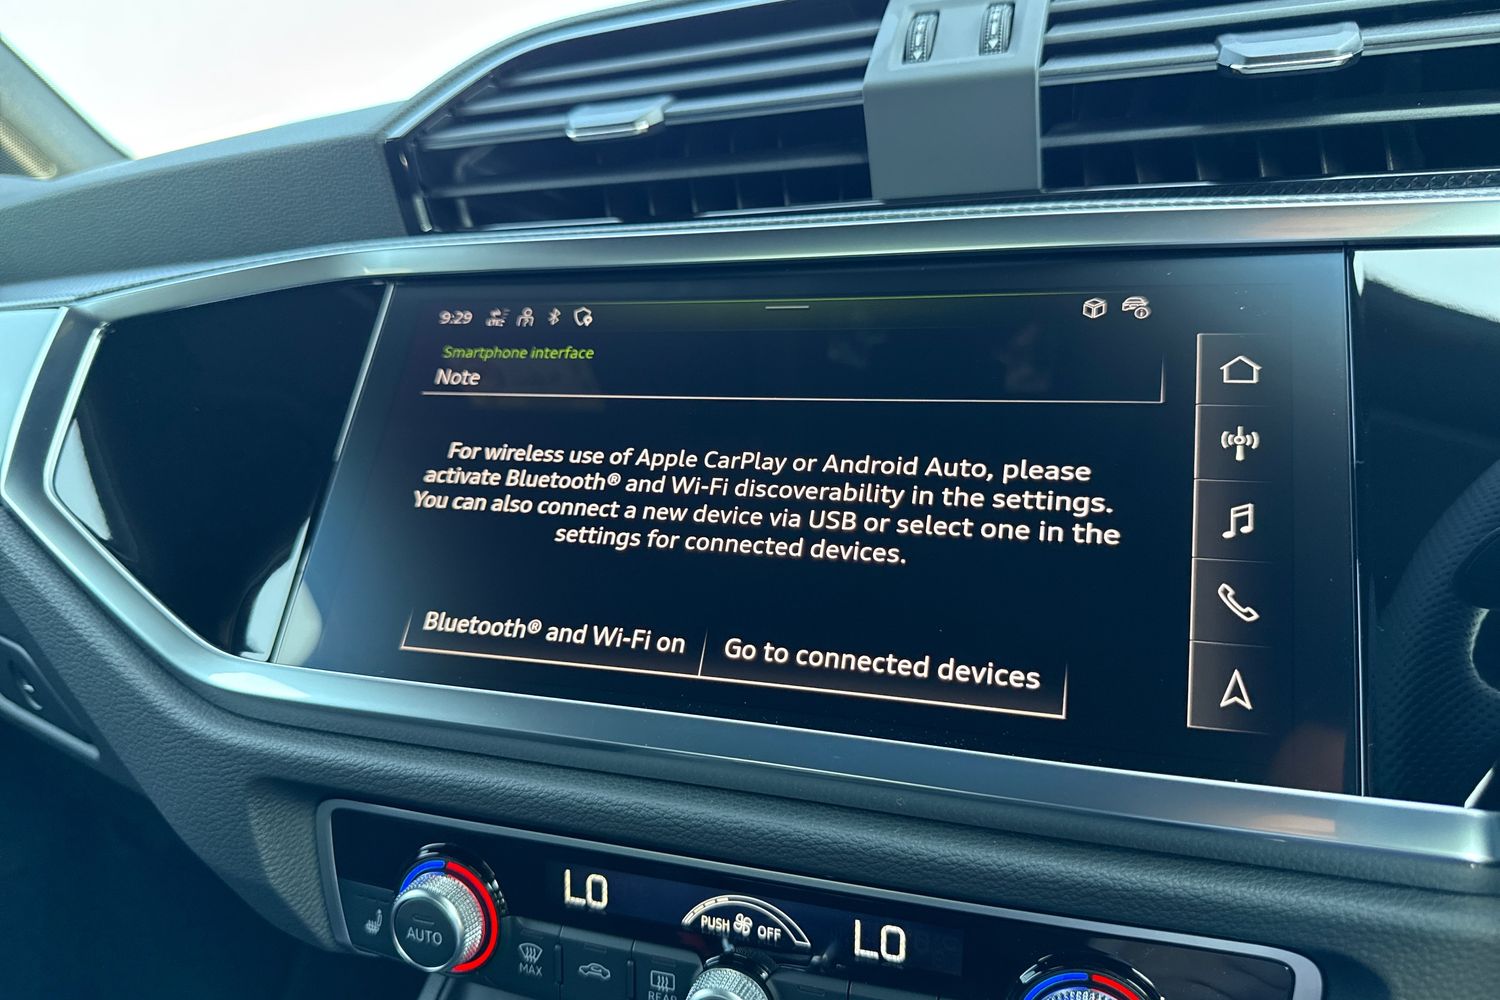 9:29 LTE
Smartphone interface
Note
For wireless use of Apple CarPlay or Android Auto, please
activate Bluetooth® and Wi-Fi discoverability in the settings.
You can also connect a new device via USB or select one in the
settings for connected devices.
Bluetooth® and Wi-Fi on
Go to connected devices
LO
PUSH OFF
LO
AUTO
MAX
REAR